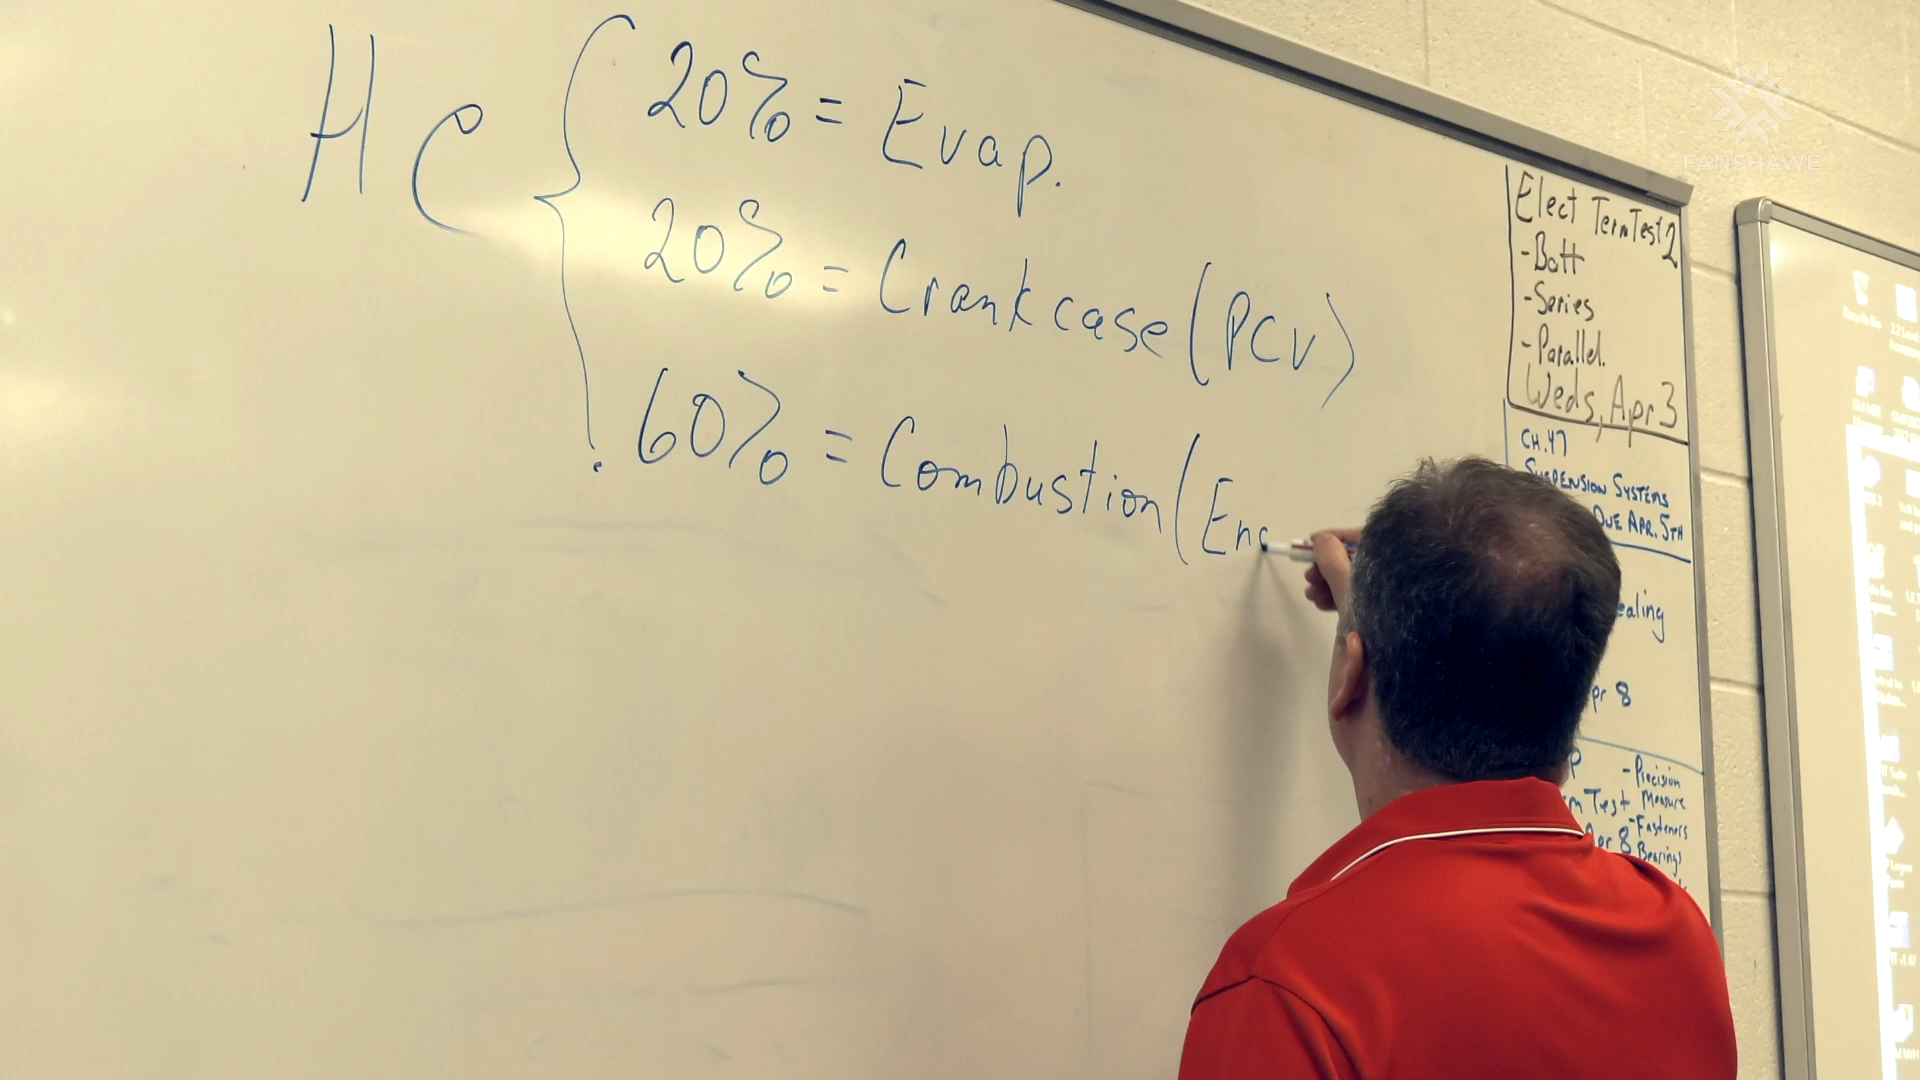 HC
20% = Evap.
20% = Crankcase (PCV)
60% = Combustion (Eng
FANSHAWE
Elect Term Test 2
- Batt
- Series
- Parallel.
Weds, Apr 3
CH. 47
SUSPENSION SYSTEMS
DUE APR. 5TH
ealing
pr 8
P - Precision
m Test Measure
- Fasteners
Apr 8 Bearings